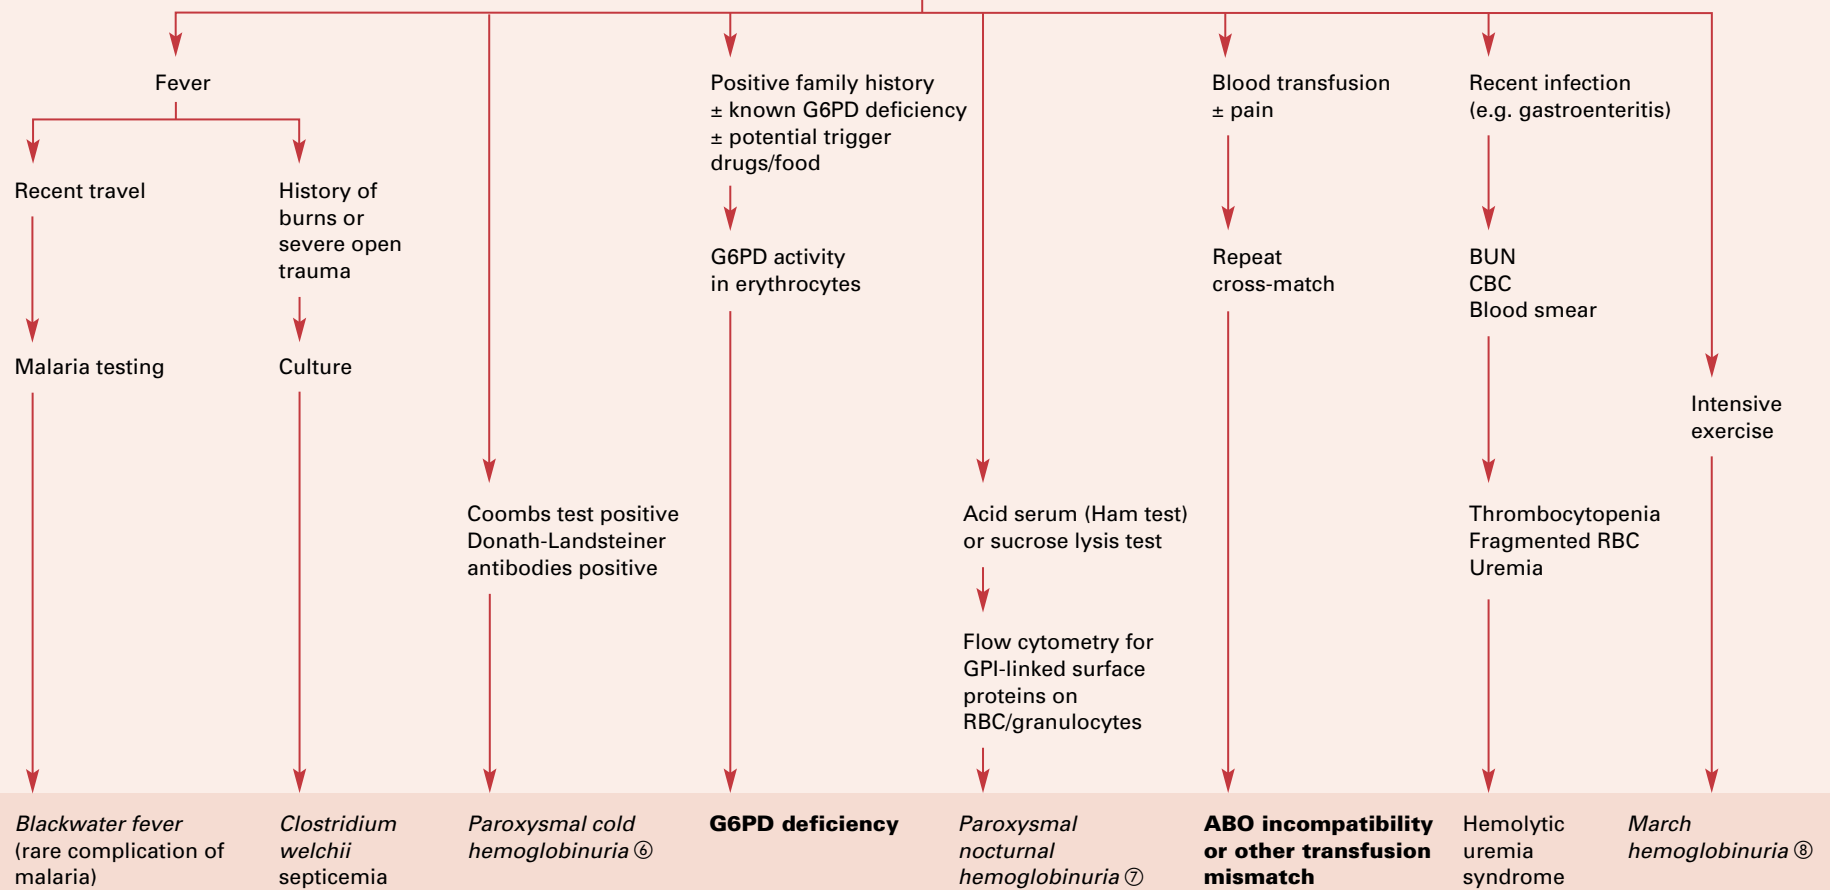 Fever
Recent travel
Malaria testing
Blackwater fever
(rare complication of
malaria)
History of
burns or
severe open
trauma
Culture
Clostridium
welchii
septicemia
Coombs test positive
Donath-Landsteiner
antibodies positive
Paroxysmal cold
hemoglobinuria ⑥
Positive family history
± known G6PD deficiency
± potential trigger
drugs/food
G6PD activity
in erythrocytes
G6PD deficiency
Acid serum (Ham test)
or sucrose lysis test
Flow cytometry for
GPI-linked surface
proteins on
RBC/granulocytes
Paroxysmal
nocturnal
hemoglobinuria ⑦
Blood transfusion
± pain
Repeat
cross-match
ABO incompatibility
or other transfusion
mismatch
Recent infection
(e.g. gastroenteritis)
BUN
CBC
Blood smear
Thrombocytopenia
Fragmented RBC
Uremia
Hemolytic
uremia
syndrome
Intensive
exercise
March
hemoglobinuria ⑧